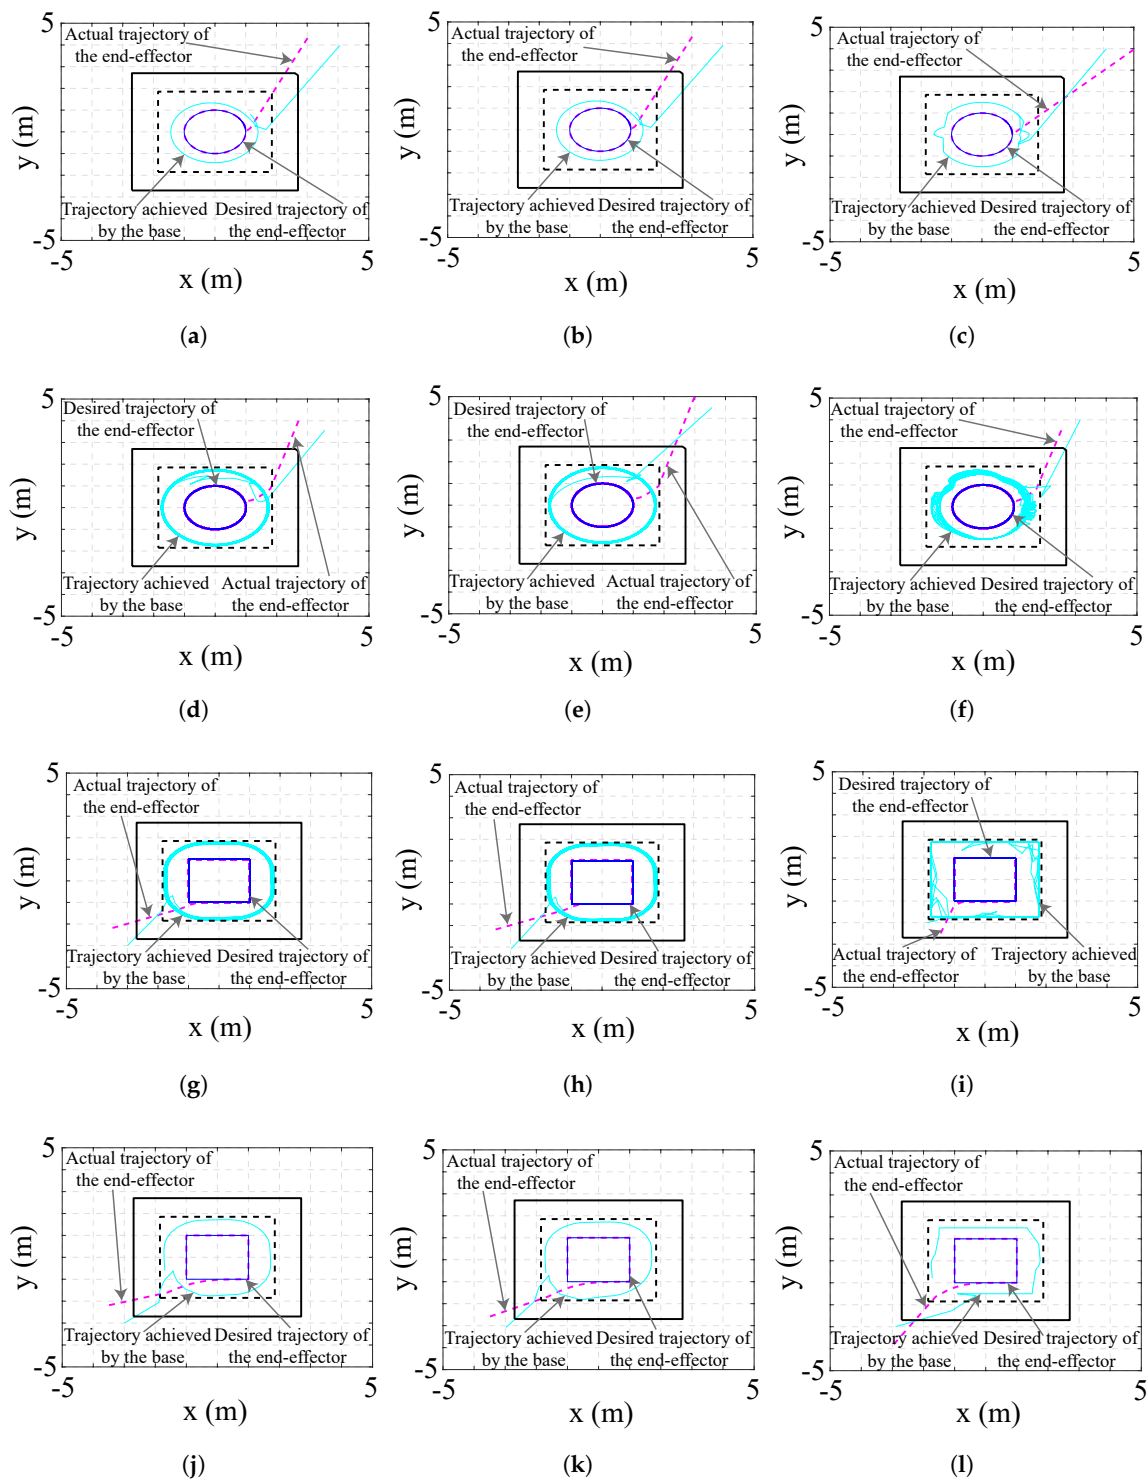 5
Actual trajectory of
the end-effector
y (m)
Trajectory achieved
by the base
Desired trajectory of
the end-effector
-5
-5
5
x (m)
(a)
5
Actual trajectory of
the end-effector
y (m)
Trajectory achieved
by the base
Desired trajectory of
the end-effector
-5
-5
5
x (m)
(b)
5
Actual trajectory of
the end-effector
y (m)
Trajectory achieved
by the base
Desired trajectory of
the end-effector
-5
-5
5
x (m)
(c)
5
Desired trajectory of
the end-effector
y (m)
Trajectory achieved
by the base
Actual trajectory of
the end-effector
-5
-5
5
x (m)
(d)
5
Desired trajectory of
the end-effector
y (m)
Trajectory achieved
by the base
Actual trajectory of
the end-effector
-5
-5
5
x (m)
(e)
5
Actual trajectory of
the end-effector
y (m)
Trajectory achieved
by the base
Desired trajectory of
the end-effector
-5
-5
5
x (m)
(f)
5
Actual trajectory of
the end-effector
y (m)
Trajectory achieved
by the base
Desired trajectory of
the end-effector
-5
-5
5
x (m)
(g)
5
Actual trajectory of
the end-effector
y (m)
Trajectory achieved
by the base
Desired trajectory of
the end-effector
-5
-5
5
x (m)
(h)
5
Desired trajectory of
the end-effector
y (m)
Actual trajectory of
the end-effector
Trajectory achieved
by the base
-5
-5
5
x (m)
(i)
5
Actual trajectory of
the end-effector
y (m)
Trajectory achieved
by the base
Desired trajectory of
the end-effector
-5
-5
5
x (m)
(j)
5
Actual trajectory of
the end-effector
y (m)
Trajectory achieved
by the base
Desired trajectory of
the end-effector
-5
-5
5
x (m)
(k)
5
Actual trajectory of
the end-effector
y (m)
Trajectory achieved
by the base
Desired trajectory of
the end-effector
-5
-5
5
x (m)
(l)